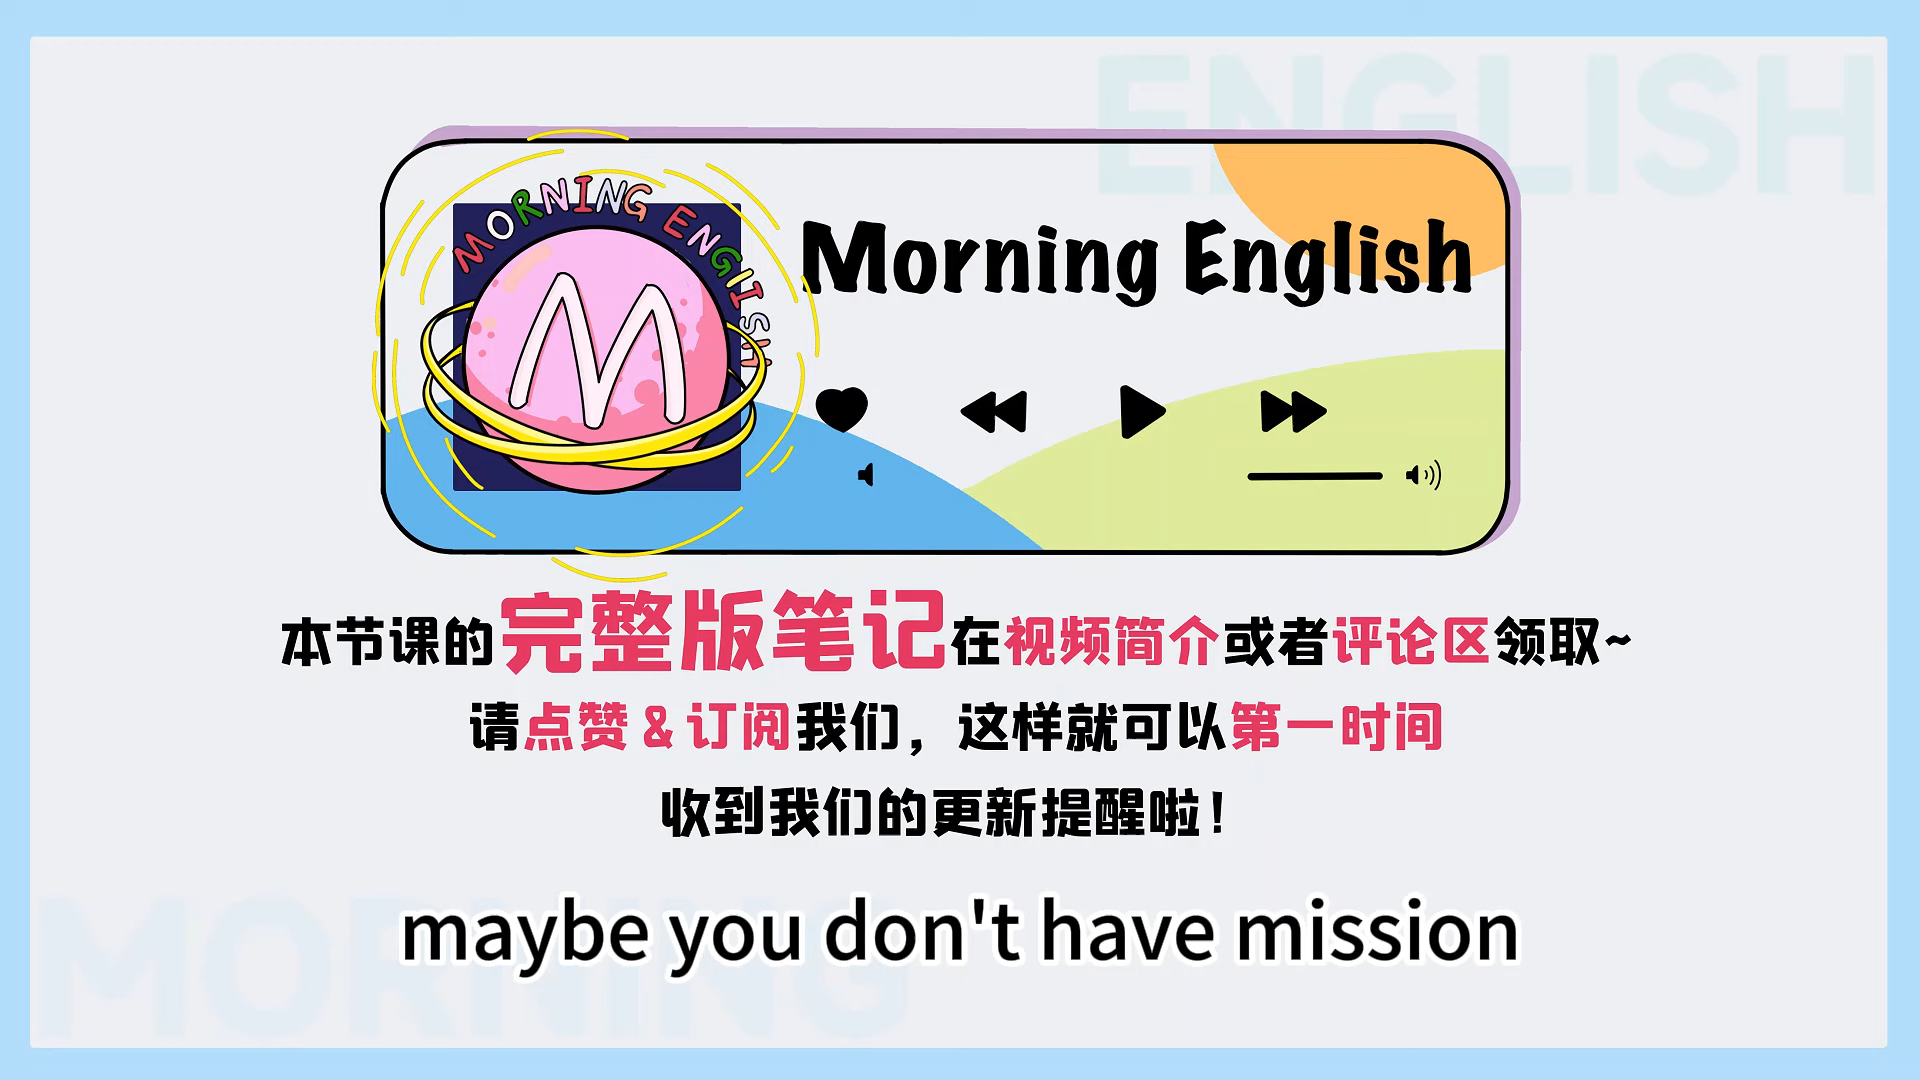 ENGLISH
MORNING ENGLISH
M
Morning English
本节课的完整版笔记在视频简介或者评论区领取~
请点赞&订阅我们，这样就可以第一时间
收到我们的更新提醒啦！
MORNING
maybe you don't have mission